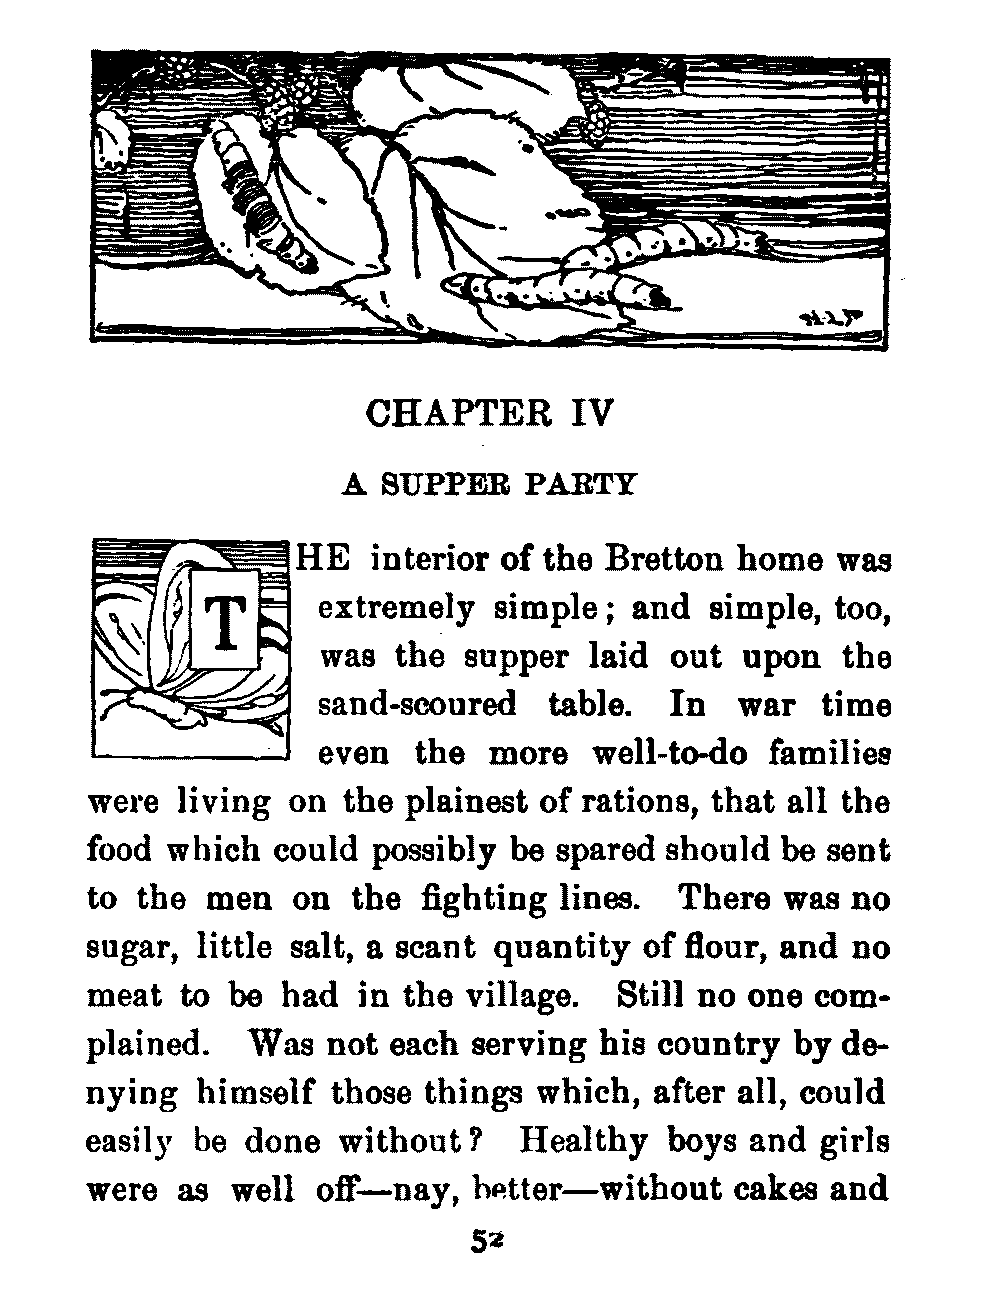 H.L.P
CHAPTER IV
A SUPPER PARTY
THE interior of the Bretton home was
extremely simple; and simple, too,
was the supper laid out upon the
sand-scoured table. In war time
even the more well-to-do families
were living on the plainest of rations, that all the
food which could possibly be spared should be sent
to the men on the fighting lines. There was no
sugar, little salt, a scant quantity of flour, and no
meat to be had in the village. Still no one com-
plained. Was not each serving his country by de-
nying himself those things which, after all, could
easily be done without? Healthy boys and girls
were as well off—nay, better—without cakes and
52